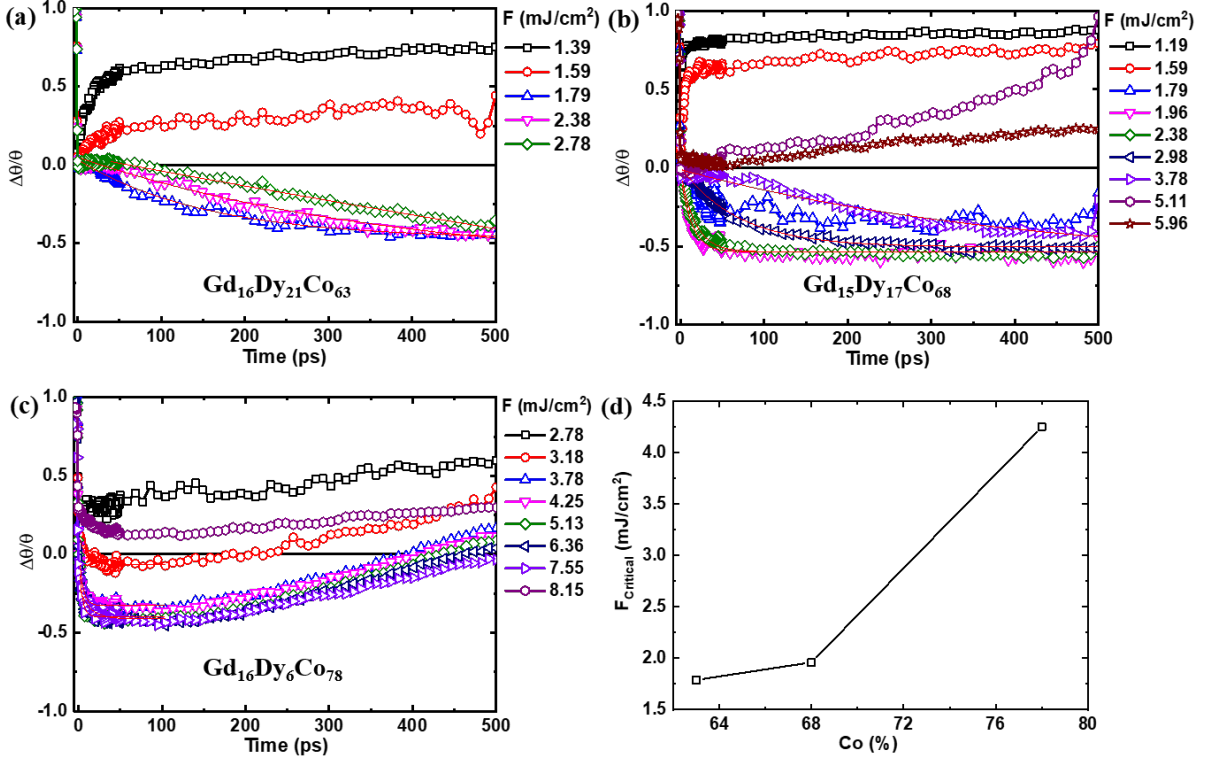 (a)
F (mJ/cm²)
1.39
1.59
1.79
2.38
2.78
1.0
0.5
0.0
-0.5
-1.0
Δθ/θ
Gd₁₆Dy₂₁Co₆₃
0 100 200 300 400 500
Time (ps)
(b)
F (mJ/cm²)
1.19
1.59
1.79
1.96
2.38
2.98
3.78
5.11
5.96
1.0
0.5
0.0
-0.5
-1.0
Δθ/θ
Gd₁₅Dy₁₇Co₆₈
0 100 200 300 400 500
Time (ps)
(c)
F (mJ/cm²)
2.78
3.18
3.78
4.25
5.13
6.36
7.55
8.15
1.0
0.5
0.0
-0.5
-1.0
Δθ/θ
Gd₁₆Dy₆Co₇₈
0 100 200 300 400 500
Time (ps)
(d)
4.5
4.0
3.5
3.0
2.5
2.0
1.5
F_Critical (mJ/cm²)
64 68 72 76 80
Co (%)